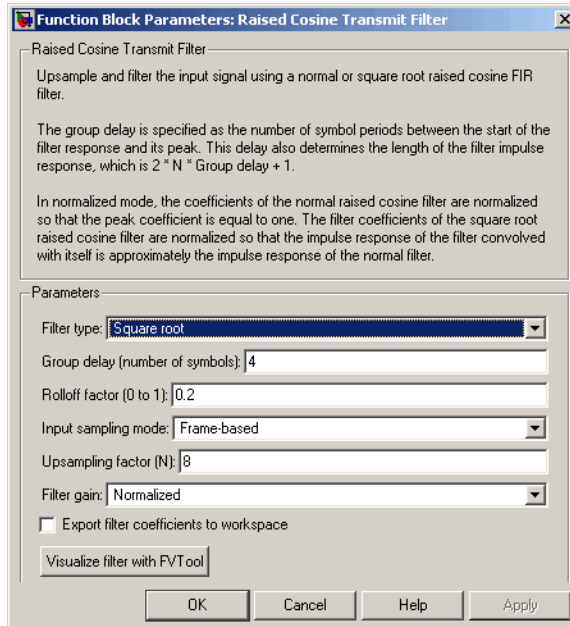 Function Block Parameters: Raised Cosine Transmit Filter
Raised Cosine Transmit Filter
Upsample and filter the input signal using a normal or square root raised cosine FIR
filter.
The group delay is specified as the number of symbol periods between the start of the
filter response and its peak. This delay also determines the length of the filter impulse
response, which is 2 * N * Group delay + 1.
In normalized mode, the coefficients of the normal raised cosine filter are normalized
so that the peak coefficient is equal to one. The filter coefficients of the square root
raised cosine filter are normalized so that the impulse response of the filter convolved
with itself is approximately the impulse response of the normal filter.
Parameters
Filter type: Square root
Group delay (number of symbols): 4
Rolloff factor (0 to 1): 0.2
Input sampling mode: Frame-based
Upsampling factor (N): 8
Filter gain: Normalized
Export filter coefficients to workspace
Visualize filter with FVTool
OK Cancel Help Apply